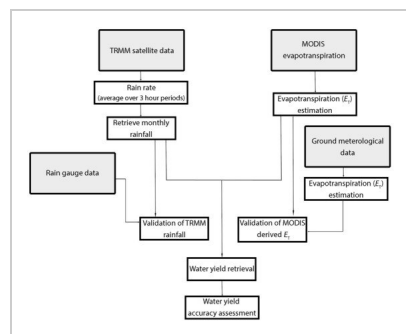 TRMM satellite data
MODIS
evapotranspiration
Rain rate
(average over 3 hour periods)
Evapotranspiration (Eₜ)
estimation
Retrieve monthly
rainfall
Ground meterological
data
Rain gauge data
Evapotranspiration (Eₜ)
estimation
Validation of TRMM
rainfall
Validation of MODIS
derived Eₜ
Water yield retrieval
Water yield
accuracy assessment